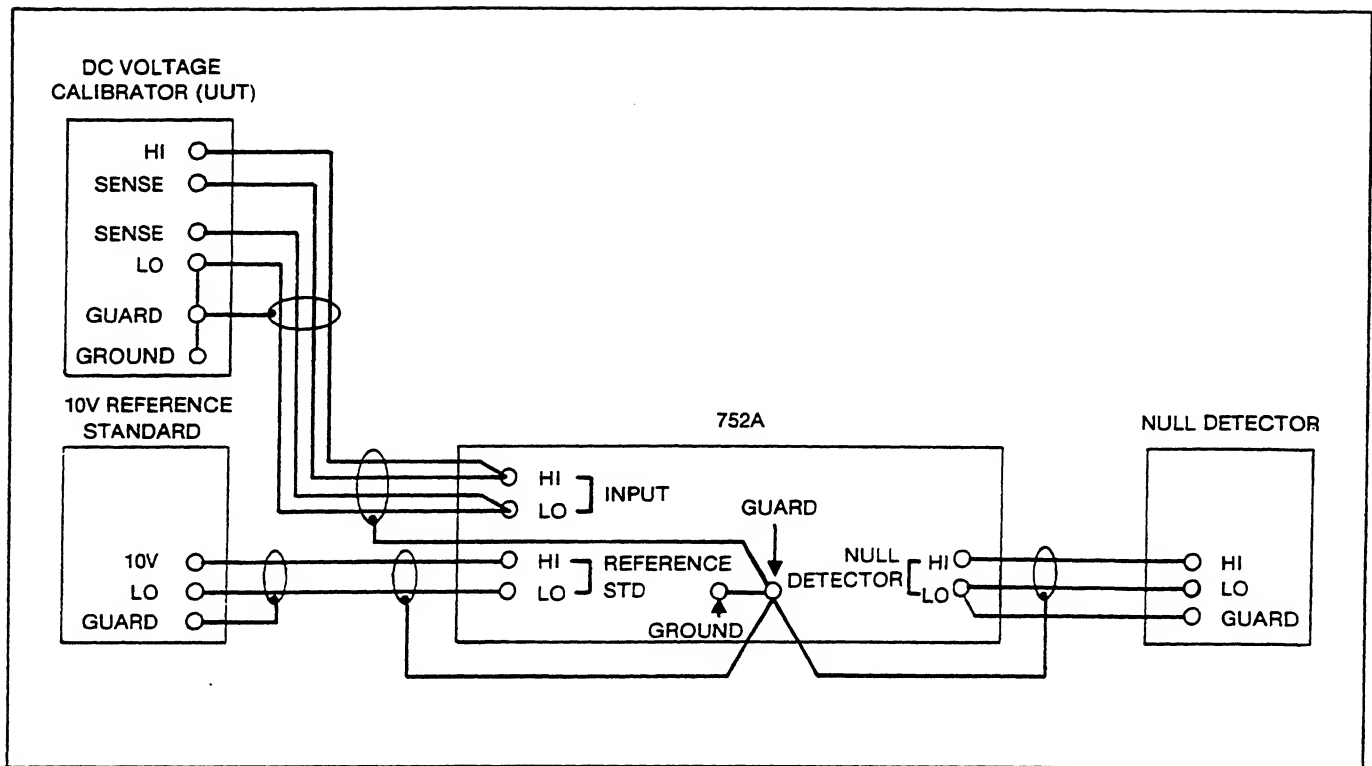 DC VOLTAGE
CALIBRATOR (UUT)
HI
SENSE
SENSE
LO
GUARD
GROUND
10V REFERENCE
STANDARD
10V
LO
GUARD
752A
HI
LO
INPUT
HI
LO
REFERENCE
STD
GROUND
GUARD
NULL
DETECTOR
HI
LO
NULL DETECTOR
HI
LO
GUARD